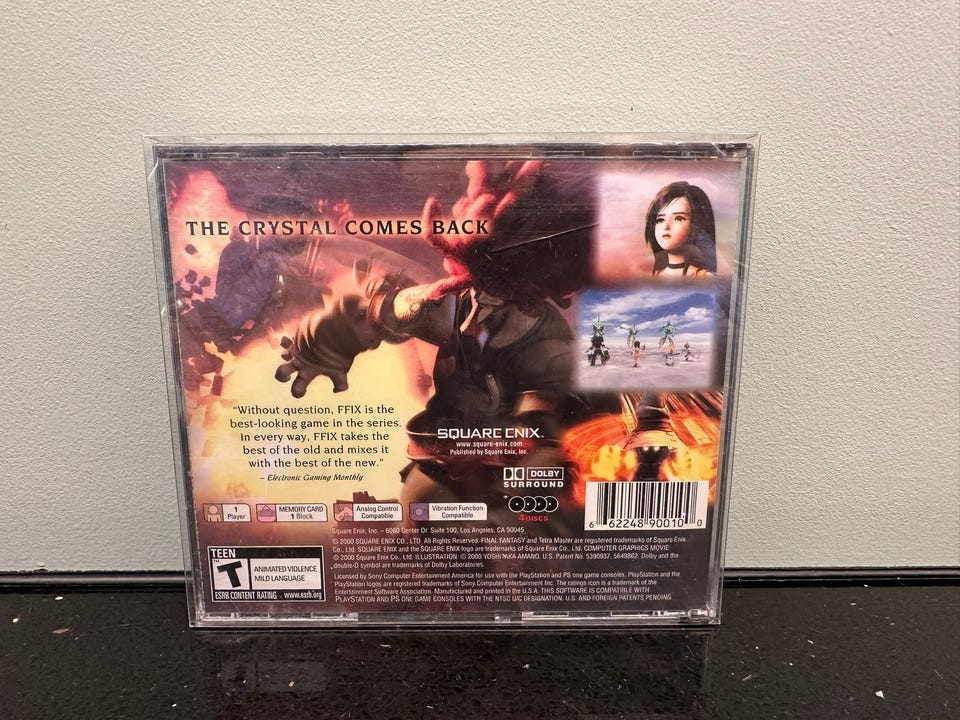 THE CRYSTAL COMES BACK
"Without question, FFIX is the
best-looking game in the series.
In every way, FFIX takes the
best of the old and mixes it
with the best of the new."
– Electronic Gaming Monthly
SQUARE ENIX™
www.square-enix.com
Published by Square Enix, Inc.
DOLBY
SURROUND
4 DISCS
6 62248 90010 0
1
Player
MEMORY CARD
1 Block
Analog Control
Compatible
Vibration Function
Compatible
Square Enix, Inc. – 6060 Center Dr. Suite 100, Los Angeles, CA 90045
© 2000 SQUARE ENIX CO., LTD. All Rights Reserved. FINAL FANTASY and Tetra Master are registered trademarks of Square Enix
Co., Ltd. SQUARE ENIX and the SQUARE ENIX logo are trademarks of Square Enix Co., Ltd. COMPUTER GRAPHICS MOVIE:
© 2000 Square Enix Co., Ltd. ILLUSTRATION: © 2000 YOSHITAKA AMANO. U.S. Patent No. 5390937, 5649862. Dolby and the
double-D symbol are trademarks of Dolby Laboratories.
Licensed by Sony Computer Entertainment America for use with the PlayStation and PS one game consoles. PlayStation and the
PlayStation logos are registered trademarks of Sony Computer Entertainment Inc. The ratings icon is a trademark of the
Entertainment Software Association. Manufactured and printed in the U.S.A. THIS SOFTWARE IS COMPATIBLE WITH
PLAYSTATION AND PS ONE GAME CONSOLES WITH THE NTSC U/C DESIGNATION. U.S. AND FOREIGN PATENTS PENDING.
TEEN
T
ANIMATED VIOLENCE
MILD LANGUAGE
ESRB CONTENT RATING www.esrb.org